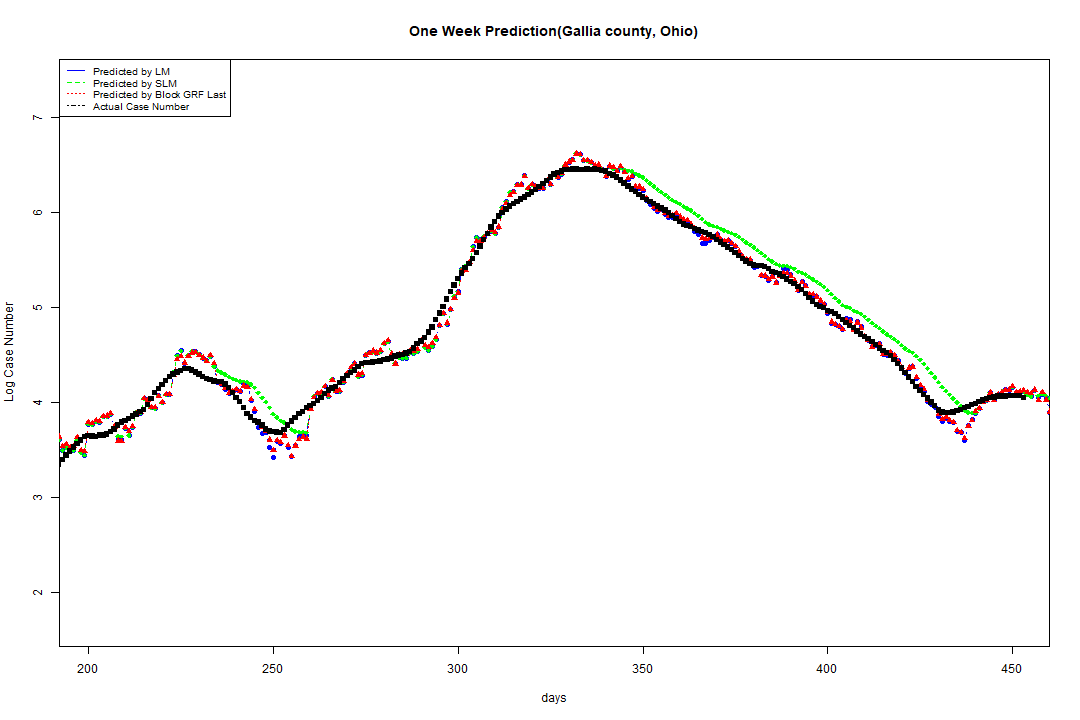 One Week Prediction(Gallia county, Ohio)
Predicted by LM
Predicted by SLM
Predicted by Block GRF Last
Actual Case Number
7
6
5
4
3
2
Log Case Number
200 250 300 350 400 450
days